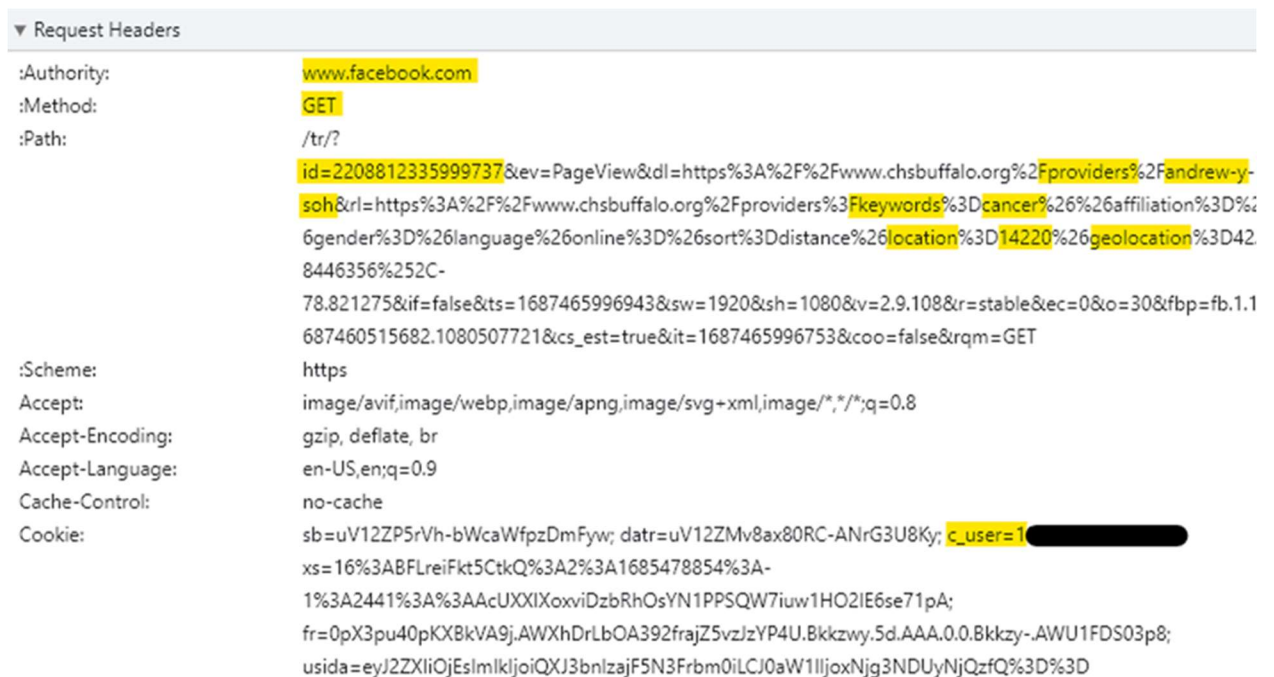 ▼ Request Headers
:Authority: www.facebook.com
:Method: GET
:Path: /tr/?
id=2208812335999737&ev=PageView&dl=https%3A%2F%2Fwww.chsbuffalo.org%2Fproviders%2Fandrew-y-
soh&rl=https%3A%2F%2Fwww.chsbuffalo.org%2Fproviders%3Fkeywords%3Dcancer%26%26affiliation%3D%2
6gender%3D%26language%26online%3D%26sort%3Ddistance%26location%3D14220%26geolocation%3D42.
8446356%252C-
78.821275&if=false&ts=1687465996943&sw=1920&sh=1080&v=2.9.108&r=stable&ec=0&o=30&fbp=fb.1.1
687460515682.1080507721&cs_est=true&it=1687465996753&coo=false&rqm=GET
:Scheme: https
Accept: image/avif,image/webp,image/apng,image/svg+xml,image/*,*/*;q=0.8
Accept-Encoding: gzip, deflate, br
Accept-Language: en-US,en;q=0.9
Cache-Control: no-cache
Cookie: sb=uV12ZP5rVh-bWcaWfpzDmFyw; datr=uV12ZMv8ax80RC-ANrG3U8Ky; c_user=1
xs=16%3ABFLreiFkt5CtkQ%3A2%3A1685478854%3A-
1%3A2441%3A%3AAcUXXIXoxviDzbRhOsYN1PPSQW7iuw1HO2IE6se71pA;
fr=0pX3pu40pKXBkVA9j.AWXhDrLbOA392frajZ5vzJzYP4U.Bkkzwy.5d.AAA.0.0.Bkkzy-.AWU1FDS03p8;
usida=eyJ2ZXIiOjEsImlkIjoiQXJ3bnlzajF5N3Frbm0iLCJ0aW1lIjoxNjg3NDUyNjQzfQ%3D%3D